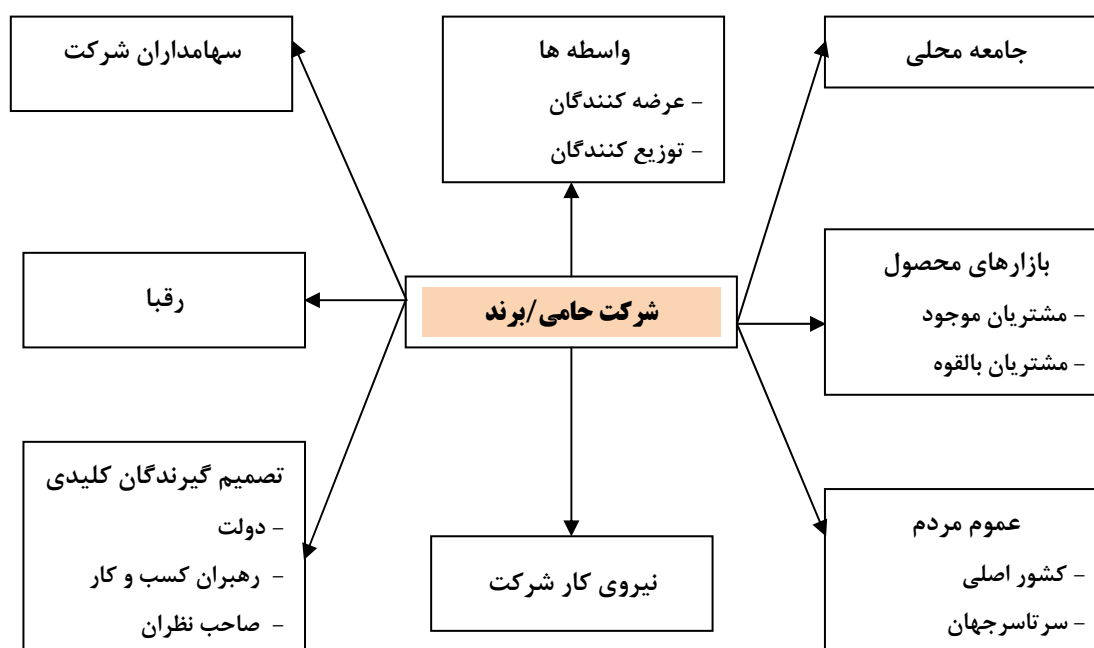 جامعه محلی
واسطه ها
- عرضه کنندگان
- توزیع کنندگان
سهامداران شرکت
بازارهای محصول
- مشتریان موجود
- مشتریان بالقوه
شرکت حامی/برند
رقبا
عموم مردم
- کشور اصلی
- سرتاسرجهان
نیروی کار شرکت
تصمیم گیرندگان کلیدی
- دولت
- رهبران کسب و کار
- صاحب نظران